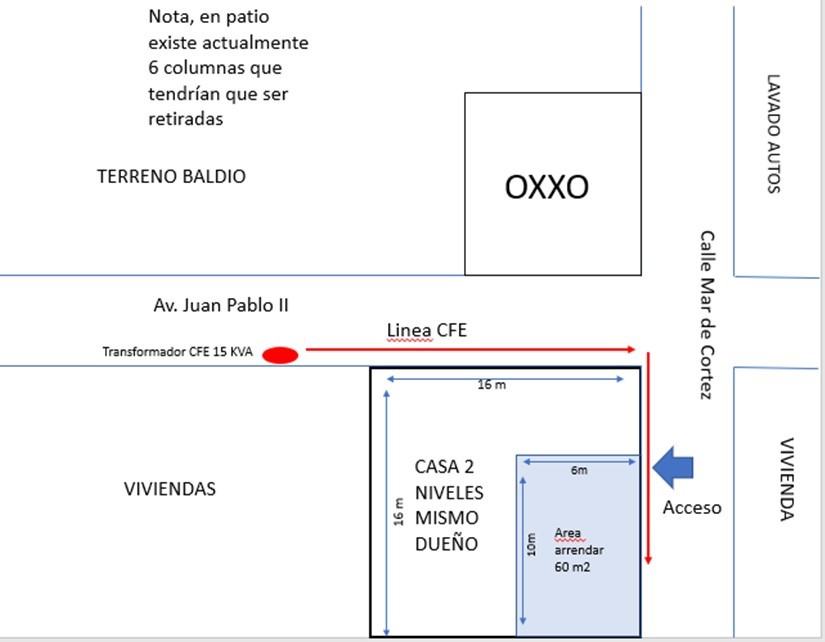 Nota, en patio
existe actualmente
6 columnas que
tendrían que ser
retiradas
TERRENO BALDIO
OXXO
LAVADO AUTOS
Calle Mar de Cortez
Av. Juan Pablo II
Linea CFE
Transformador CFE 15 KVA
16 m
16 m
CASA 2
NIVELES
MISMO
DUEÑO
6m
10m
Area
arrendar
60 m2
Acceso
VIVIENDAS
VIVIENDA